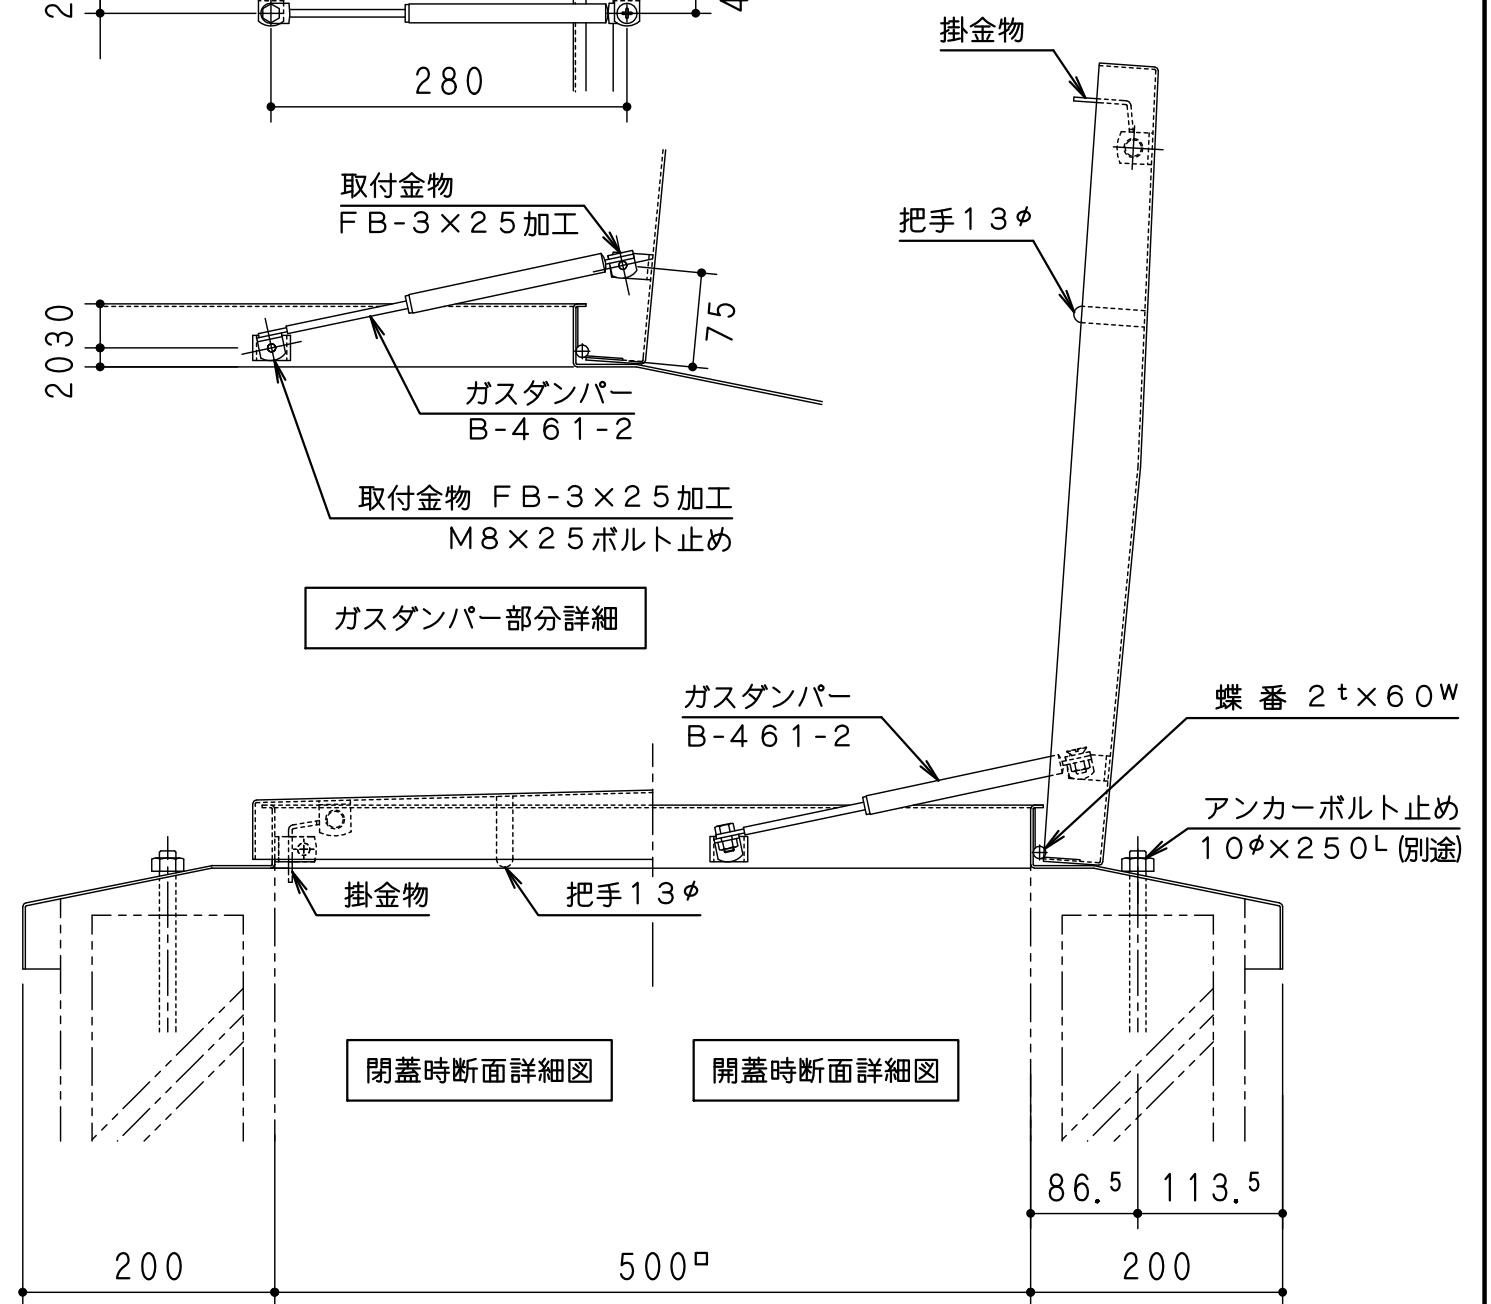 2
4
280
掛金物
取付金物
FB-3×25加工
把手13φ
75
2030
ガスダンパー
B-461-2
取付金物 FB-3×25加工
M8×25ボルト止め
ガスダンパー部分詳細
ガスダンパー
B-461-2
蝶 番 2t×60W
アンカーボルト止め
10φ×250L(別途)
掛金物
把手13φ
閉蓋時断面詳細図
開蓋時断面詳細図
86.5
113.5
200
500□
200